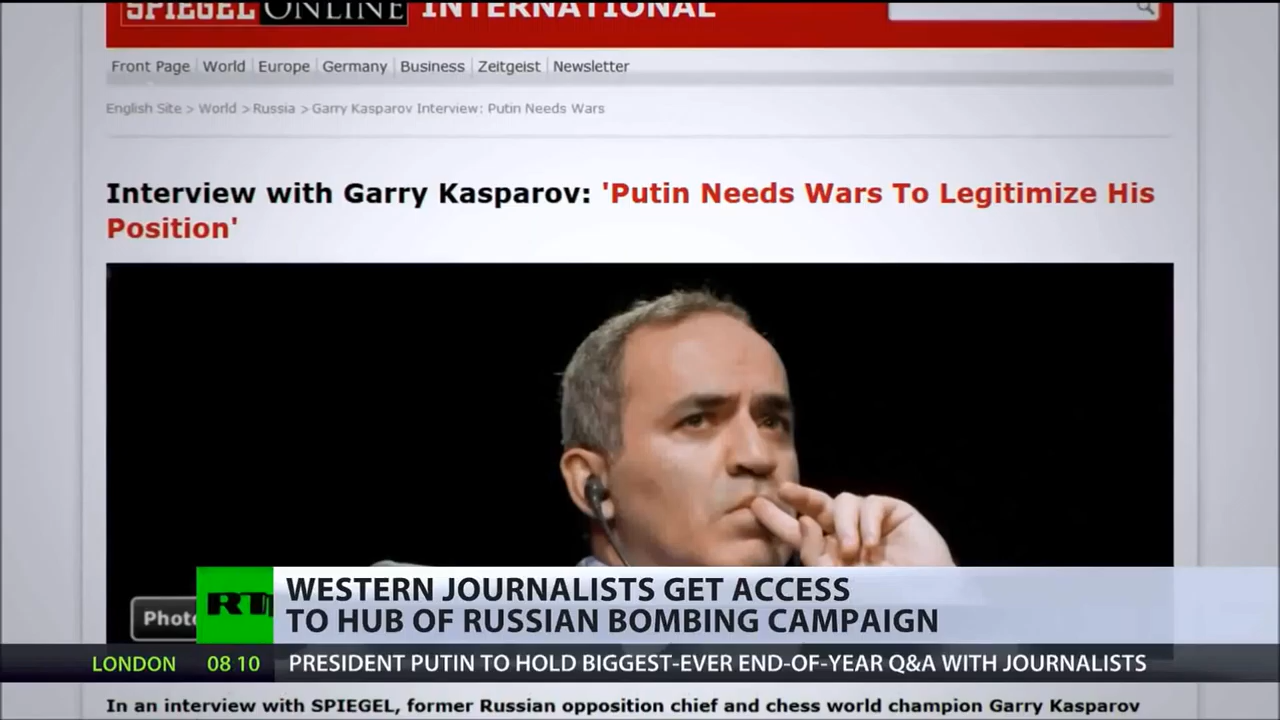 SPIEGEL ONLINE INTERNATIONAL
Front Page World Europe Germany Business Zeitgeist Newsletter
English Site > World > Russia > Garry Kasparov Interview: Putin Needs Wars
Interview with Garry Kasparov: 'Putin Needs Wars To Legitimize His
Position'
Photo
RT
WESTERN JOURNALISTS GET ACCESS
TO HUB OF RUSSIAN BOMBING CAMPAIGN
LONDON 08:10 PRESIDENT PUTIN TO HOLD BIGGEST-EVER END-OF-YEAR Q&A WITH JOURNALISTS
In an interview with SPIEGEL, former Russian opposition chief and chess world champion Garry Kasparov